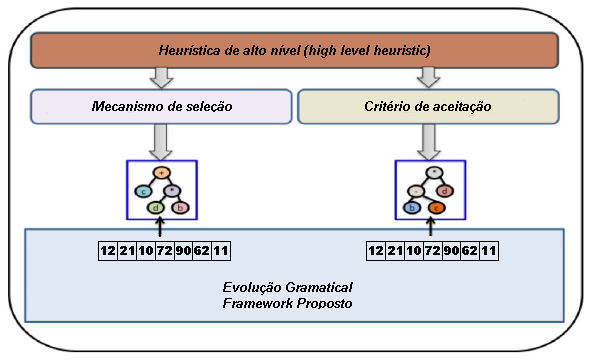 Heurística de alto nível (high level heuristic)
Mecanismo de seleção
Critério de aceitação
+
c
*
d
b
*
-
d
b
c
12 21 10 72 90 62 11
12 21 10 72 90 62 11
Evolução Gramatical
Framework Proposto